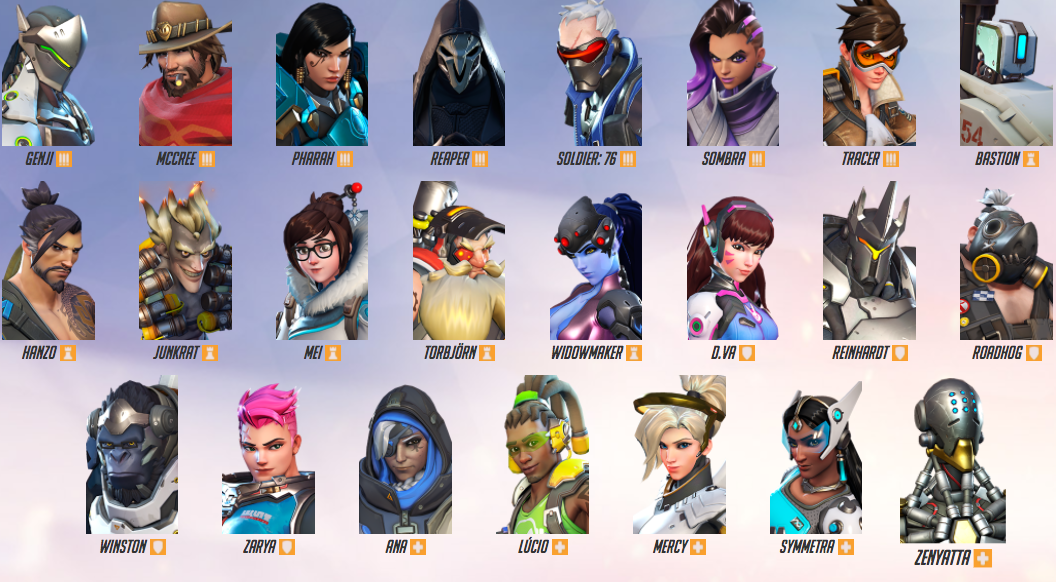 54
GENJI MCCREE PHARAH REAPER SOLDIER: 76 SOMBRA TRACER BASTION
HANZO JUNKRAT MEI TORBJÖRN WIDOWMAKER D.VA REINHARDT ROADHOG
WINSTON ZARYA ANA LÚCIO MERCY SYMMETRA ZENYATTA